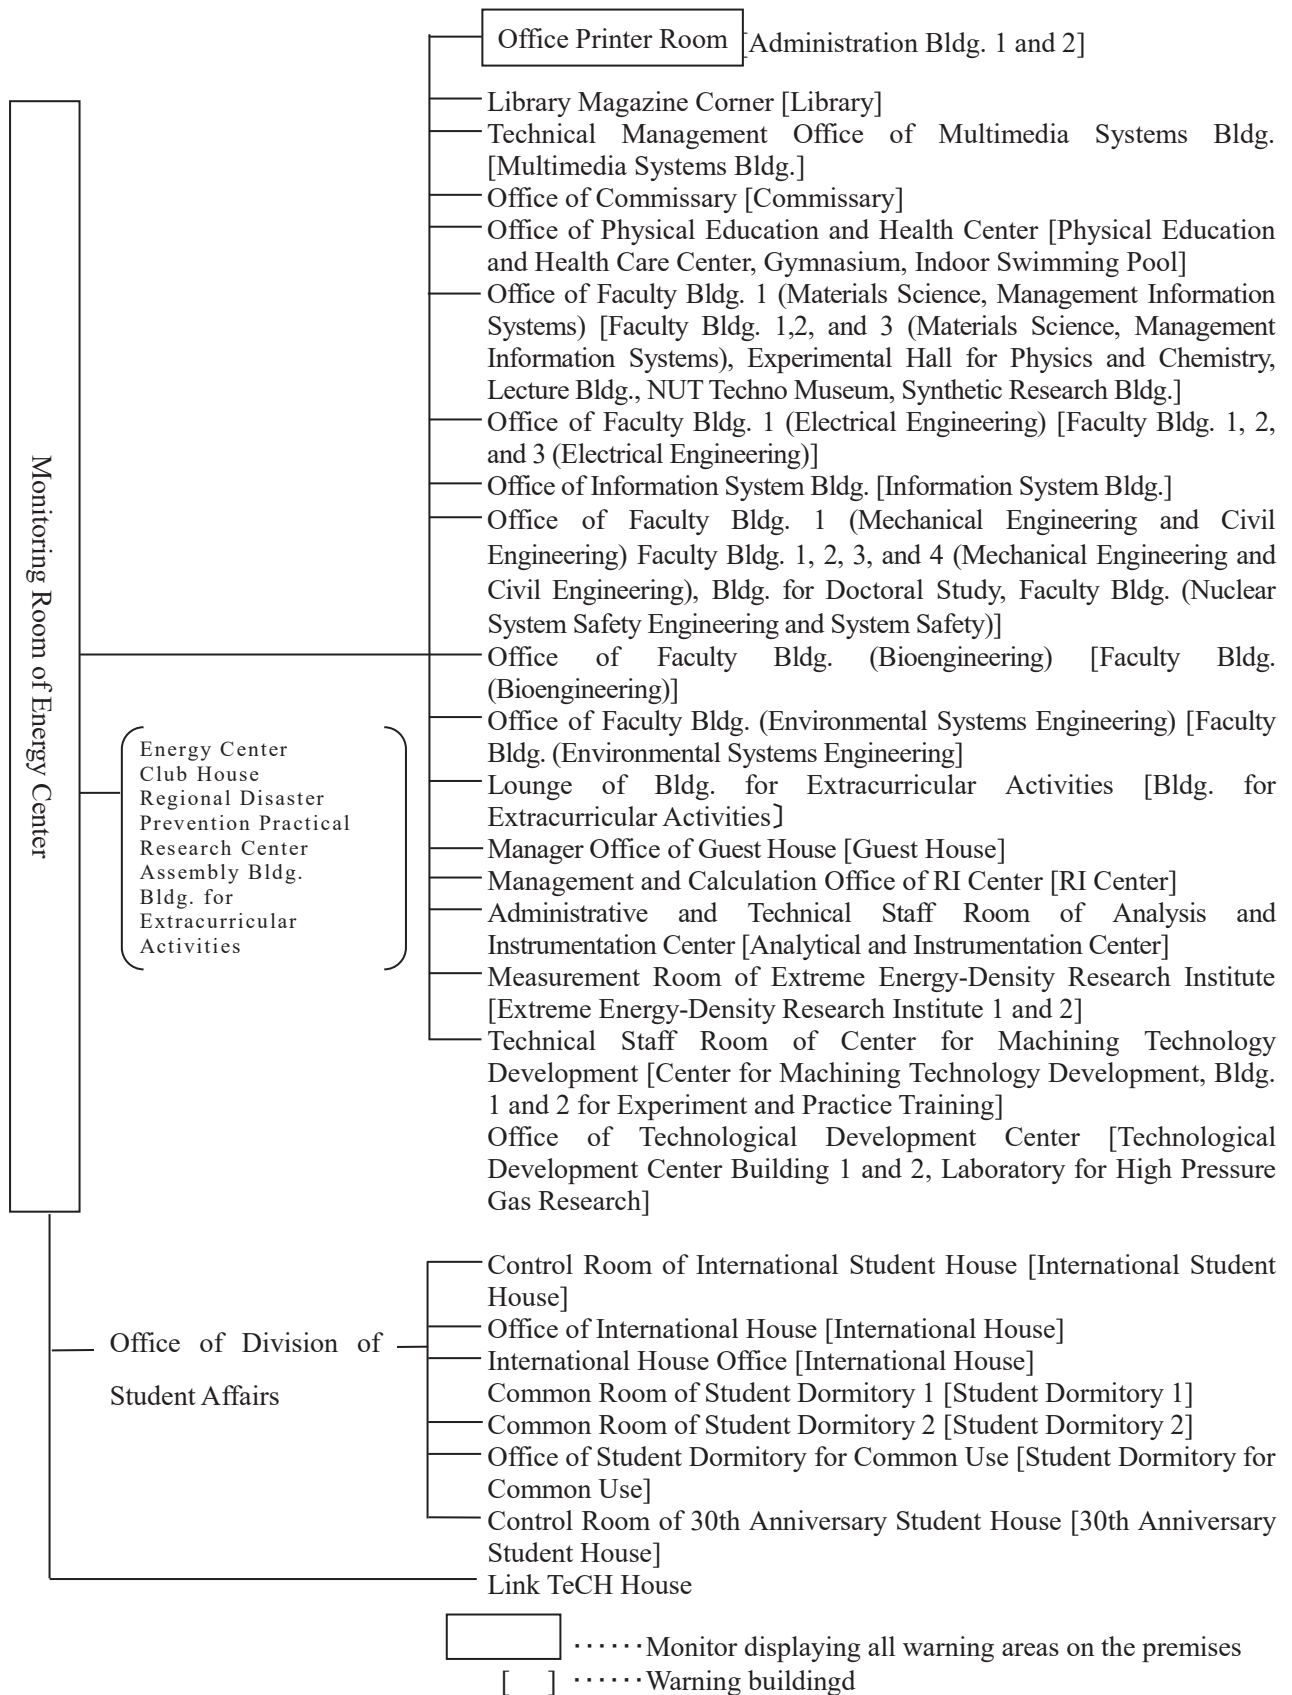 Office Printer Room [Administration Bldg. 1 and 2]
Library Magazine Corner [Library]
Technical Management Office of Multimedia Systems Bldg.
[Multimedia Systems Bldg.]
Office of Commissary [Commissary]
Office of Physical Education and Health Center [Physical Education
and Health Care Center, Gymnasium, Indoor Swimming Pool]
Office of Faculty Bldg. 1 (Materials Science, Management Information
Systems) [Faculty Bldg. 1,2, and 3 (Materials Science, Management
Information Systems), Experimental Hall for Physics and Chemistry,
Lecture Bldg., NUT Techno Museum, Synthetic Research Bldg.]
Office of Faculty Bldg. 1 (Electrical Engineering) [Faculty Bldg. 1, 2,
and 3 (Electrical Engineering)]
Office of Information System Bldg. [Information System Bldg.]
Office of Faculty Bldg. 1 (Mechanical Engineering and Civil
Engineering) Faculty Bldg. 1, 2, 3, and 4 (Mechanical Engineering and
Civil Engineering), Bldg. for Doctoral Study, Faculty Bldg. (Nuclear
System Safety Engineering and System Safety)]
Office of Faculty Bldg. (Bioengineering) [Faculty Bldg.
(Bioengineering)]
Office of Faculty Bldg. (Environmental Systems Engineering) [Faculty
Bldg. (Environmental Systems Engineering]
Lounge of Bldg. for Extracurricular Activities [Bldg. for
Extracurricular Activities〕
Manager Office of Guest House [Guest House]
Management and Calculation Office of RI Center [RI Center]
Administrative and Technical Staff Room of Analysis and
Instrumentation Center [Analytical and Instrumentation Center]
Measurement Room of Extreme Energy-Density Research Institute
[Extreme Energy-Density Research Institute 1 and 2]
Technical Staff Room of Center for Machining Technology
Development [Center for Machining Technology Development, Bldg.
1 and 2 for Experiment and Practice Training]
Office of Technological Development Center [Technological
Development Center Building 1 and 2, Laboratory for High Pressure
Gas Research]
Monitoring Room of Energy Center
Energy Center
Club House
Regional Disaster
Prevention Practical
Research Center
Assembly Bldg.
Bldg. for
Extracurricular
Activities
Office of Division of
Student Affairs
Control Room of International Student House [International Student
House]
Office of International House [International House]
International House Office [International House]
Common Room of Student Dormitory 1 [Student Dormitory 1]
Common Room of Student Dormitory 2 [Student Dormitory 2]
Office of Student Dormitory for Common Use [Student Dormitory for
Common Use]
Control Room of 30th Anniversary Student House [30th Anniversary
Student House]
Link TeCH House
······Monitor displaying all warning areas on the premises
[ ] ······Warning buildingd